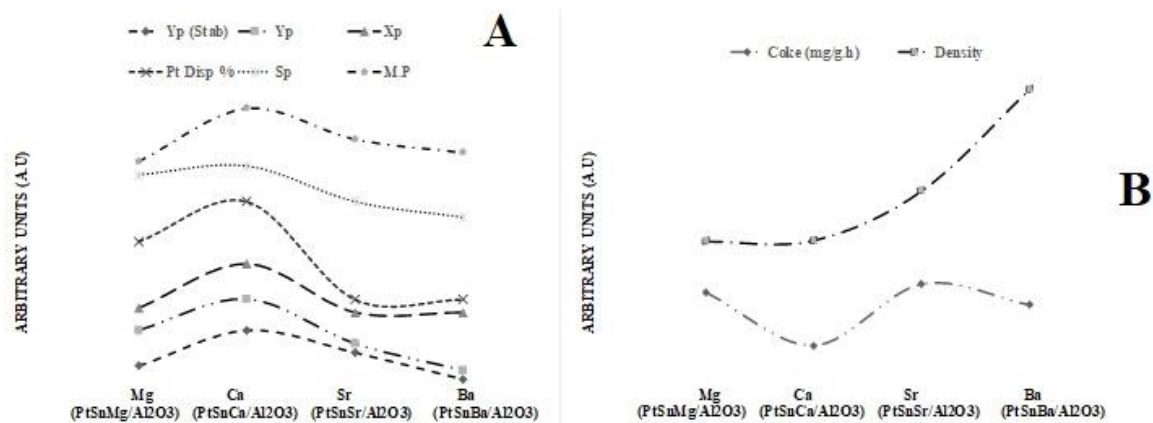 Yp (Stab) Yp Xp
A
Pt Disp % Sp M.P
ARBITRARY UNITS (A.U)
Mg Ca Sr Ba
(PtSnMg/Al2O3) (PtSnCa/Al2O3) (PtSnSr/Al2O3) (PtSnBa/Al2O3)
Coke (mg/g.h) Density
B
ARBITRARY UNITS (A.U)
Mg Ca Sr Ba
(PtSnMg/Al2O3) (PtSnCa/Al2O3) (PtSnSr/Al2O3) (PtSnBa/Al2O3)